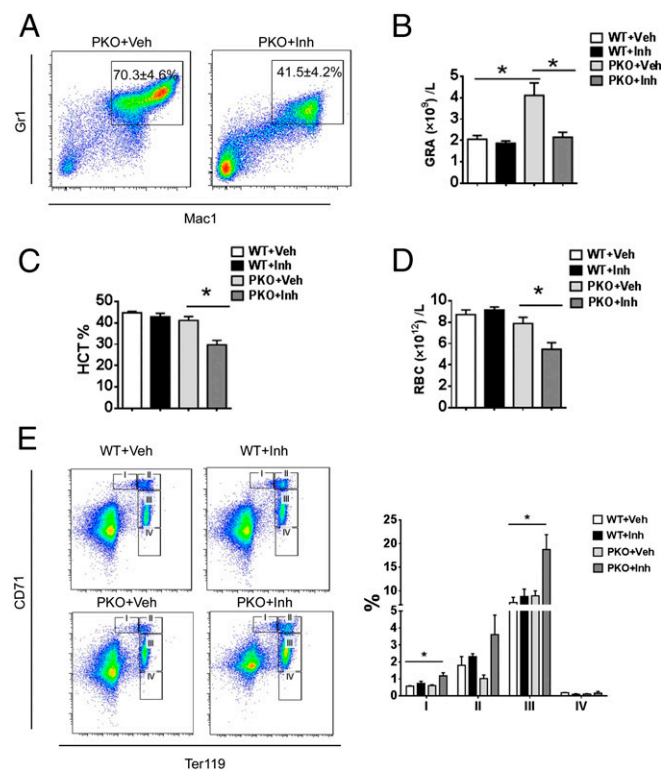 A
PKO+Veh
PKO+Inh
70.3±4.6%
41.5±4.2%
Gr1
Mac1
B
WT+Veh
WT+Inh
PKO+Veh
PKO+Inh
GRA (×10⁹) /L
5
4
3
2
1
0
*
*
C
WT+Veh
WT+Inh
PKO+Veh
PKO+Inh
HCT %
50
40
30
20
10
0
*
D
WT+Veh
WT+Inh
PKO+Veh
PKO+Inh
RBC (×10¹²) /L
10
8
6
4
2
0
*
E
WT+Veh
WT+Inh
I
II
III
IV
I
II
III
IV
PKO+Veh
PKO+Inh
I
II
III
IV
I
II
III
IV
CD71
Ter119
WT+Veh
WT+Inh
PKO+Veh
PKO+Inh
%
25
20
15
10
5
4
3
2
1
0
*
*
I
II
III
IV